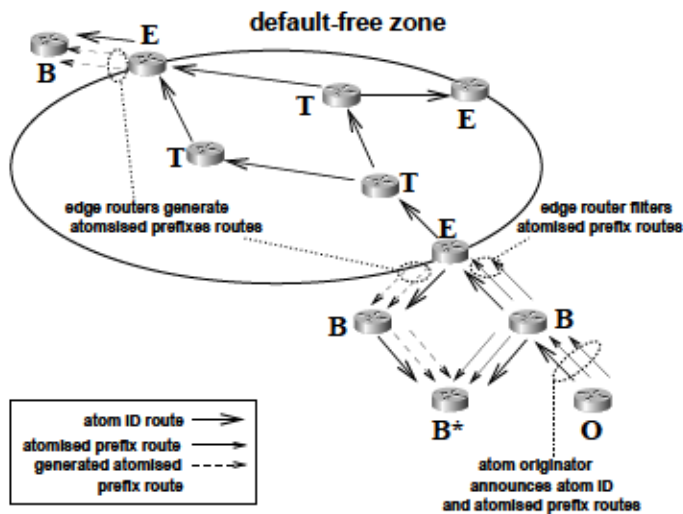 default-free zone
E
B
T
E
T
T
edge routers generate
atomsised prefixes routes
E
edge router filters
atomised prefix routes
B
B
B*
O
atom ID route
atomised prefix route
generated atomised
prefix route
atom originator
announces atom ID
and atomised prefix routes